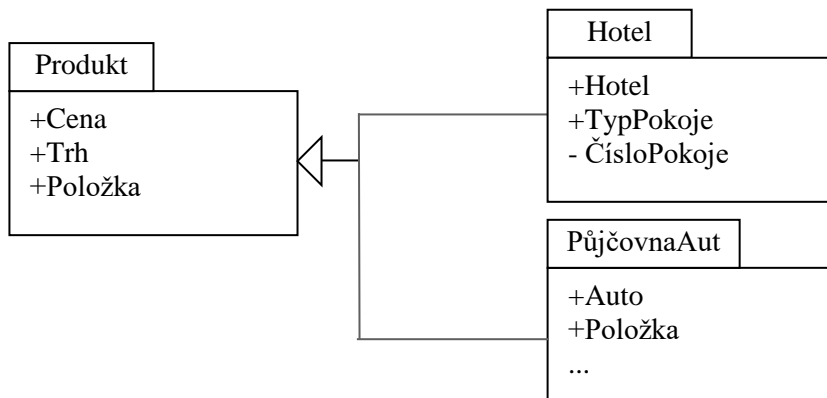 Produkt
+Cena
+Trh
+Položka
Hotel
+Hotel
+TypPokoje
- ČísloPokoje
PůjčovnaAut
+Auto
+Položka
...